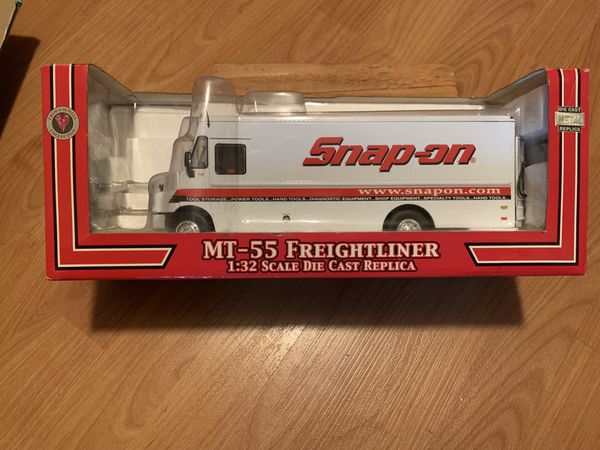 DIE CAST
METAL
REPLICA
Snap-on
www.snapon.com
TOOL STORAGE...POWER TOOLS...HAND TOOLS...DIAGNOSTIC EQUIPMENT...SHOP EQUIPMENT...SPECIALTY TOOLS...HAND TOOLS
MT-55 FREIGHTLINER
1:32 SCALE DIE CAST REPLICA